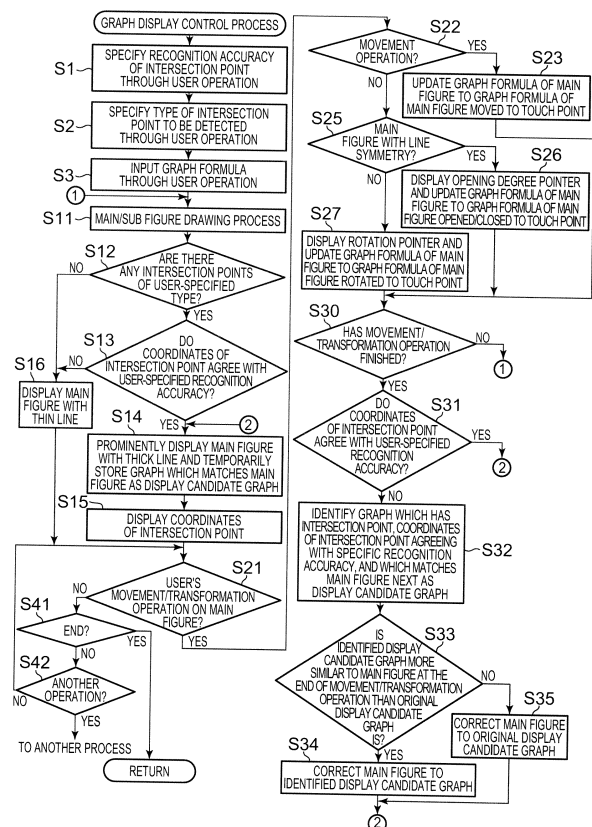 GRAPH DISPLAY CONTROL PROCESS
S1
SPECIFY RECOGNITION ACCURACY
OF INTERSECTION POINT
THROUGH USER OPERATION
S2
SPECIFY TYPE OF INTERSECTION
POINT TO BE DETECTED
THROUGH USER OPERATION
S3
INPUT GRAPH FORMULA
THROUGH USER OPERATION
1
S11
MAIN/SUB FIGURE DRAWING PROCESS
S12
ARE THERE
ANY INTERSECTION POINTS
OF USER-SPECIFIED
TYPE?
NO
YES
S13
DO
COORDINATES OF
INTERSECTION POINT AGREE WITH
USER-SPECIFIED RECOGNITION
ACCURACY?
NO
YES
2
S16
DISPLAY MAIN
FIGURE WITH
THIN LINE
S14
PROMINENTLY DISPLAY MAIN FIGURE
WITH THICK LINE AND TEMPORARILY
STORE GRAPH WHICH MATCHES MAIN
FIGURE AS DISPLAY CANDIDATE GRAPH
S15
DISPLAY COORDINATES
OF INTERSECTION POINT
S21
USER'S
MOVEMENT/TRANSFORMATION
OPERATION ON MAIN
FIGURE?
NO
YES
S41
END?
YES
NO
S42
ANOTHER
OPERATION?
NO
YES
TO ANOTHER PROCESS
RETURN
S22
MOVEMENT
OPERATION?
YES
NO
S23
UPDATE GRAPH FORMULA OF MAIN
FIGURE TO GRAPH FORMULA OF
MAIN FIGURE MOVED TO TOUCH POINT
S25
MAIN
FIGURE WITH LINE
SYMMETRY?
YES
NO
S26
DISPLAY OPENING DEGREE POINTER
AND UPDATE GRAPH FORMULA OF MAIN
FIGURE TO GRAPH FORMULA OF MAIN
FIGURE OPENED/CLOSED TO TOUCH POINT
S27
DISPLAY ROTATION POINTER AND
UPDATE GRAPH FORMULA OF MAIN
FIGURE TO GRAPH FORMULA OF MAIN
FIGURE ROTATED TO TOUCH POINT
S30
HAS MOVEMENT/
TRANSFORMATION OPERATION
FINISHED?
NO
1
YES
S31
DO
COORDINATES
OF INTERSECTION POINT
AGREE WITH USER-SPECIFIED
RECOGNITION
ACCURACY?
YES
2
NO
S32
IDENTIFY GRAPH WHICH HAS
INTERSECTION POINT, COORDINATES
OF INTERSECTION POINT AGREEING
WITH SPECIFIC RECOGNITION
ACCURACY, AND WHICH MATCHES
MAIN FIGURE NEXT AS
DISPLAY CANDIDATE GRAPH
S33
IS
IDENTIFIED DISPLAY
CANDIDATE GRAPH MORE
SIMILAR TO MAIN FIGURE AT THE
END OF MOVEMENT/TRANSFORMATION
OPERATION THAN ORIGINAL
DISPLAY CANDIDATE
GRAPH
IS?
NO
YES
S35
CORRECT MAIN FIGURE
TO ORIGINAL DISPLAY
CANDIDATE GRAPH
S34
CORRECT MAIN FIGURE TO
IDENTIFIED DISPLAY CANDIDATE GRAPH
2